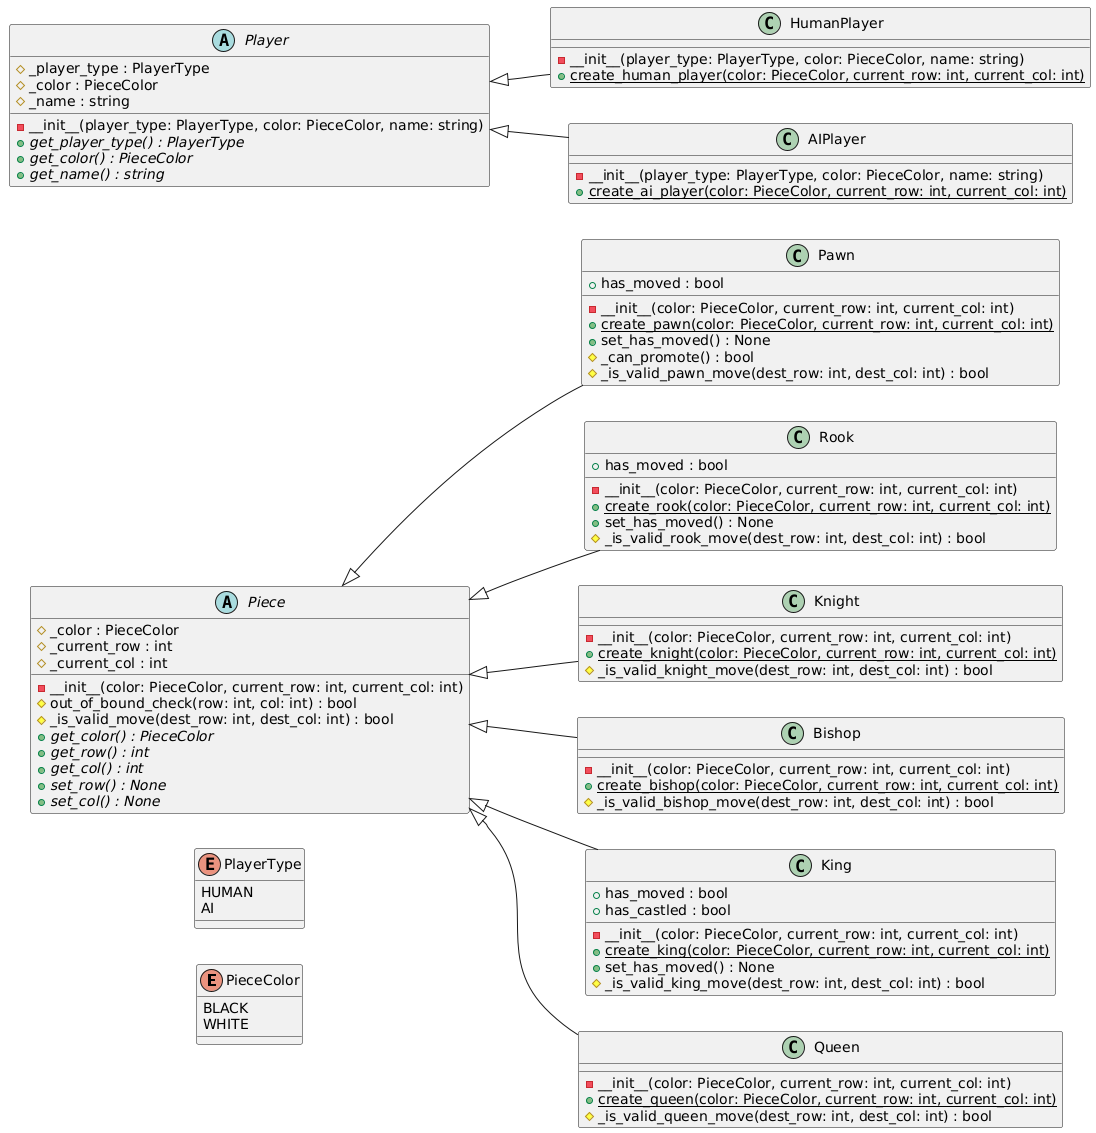 A Player
_player_type : PlayerType
_color : PieceColor
_name : string
__init__(player_type: PlayerType, color: PieceColor, name: string)
get_player_type() : PlayerType
get_color() : PieceColor
get_name() : string
C HumanPlayer
__init__(player_type: PlayerType, color: PieceColor, name: string)
create_human_player(color: PieceColor, current_row: int, current_col: int)
C AIPlayer
__init__(player_type: PlayerType, color: PieceColor, name: string)
create_ai_player(color: PieceColor, current_row: int, current_col: int)
C Pawn
has_moved : bool
__init__(color: PieceColor, current_row: int, current_col: int)
create_pawn(color: PieceColor, current_row: int, current_col: int)
set_has_moved() : None
_can_promote() : bool
_is_valid_pawn_move(dest_row: int, dest_col: int) : bool
C Rook
has_moved : bool
__init__(color: PieceColor, current_row: int, current_col: int)
create_rook(color: PieceColor, current_row: int, current_col: int)
set_has_moved() : None
_is_valid_rook_move(dest_row: int, dest_col: int) : bool
A Piece
_color : PieceColor
_current_row : int
_current_col : int
__init__(color: PieceColor, current_row: int, current_col: int)
out_of_bound_check(row: int, col: int) : bool
_is_valid_move(dest_row: int, dest_col: int) : bool
get_color() : PieceColor
get_row() : int
get_col() : int
set_row() : None
set_col() : None
C Knight
__init__(color: PieceColor, current_row: int, current_col: int)
create_knight(color: PieceColor, current_row: int, current_col: int)
_is_valid_knight_move(dest_row: int, dest_col: int) : bool
C Bishop
__init__(color: PieceColor, current_row: int, current_col: int)
create_bishop(color: PieceColor, current_row: int, current_col: int)
_is_valid_bishop_move(dest_row: int, dest_col: int) : bool
E PlayerType
HUMAN
AI
C King
has_moved : bool
has_castled : bool
__init__(color: PieceColor, current_row: int, current_col: int)
create_king(color: PieceColor, current_row: int, current_col: int)
set_has_moved() : None
_is_valid_king_move(dest_row: int, dest_col: int) : bool
E PieceColor
BLACK
WHITE
C Queen
__init__(color: PieceColor, current_row: int, current_col: int)
create_queen(color: PieceColor, current_row: int, current_col: int)
_is_valid_queen_move(dest_row: int, dest_col: int) : bool